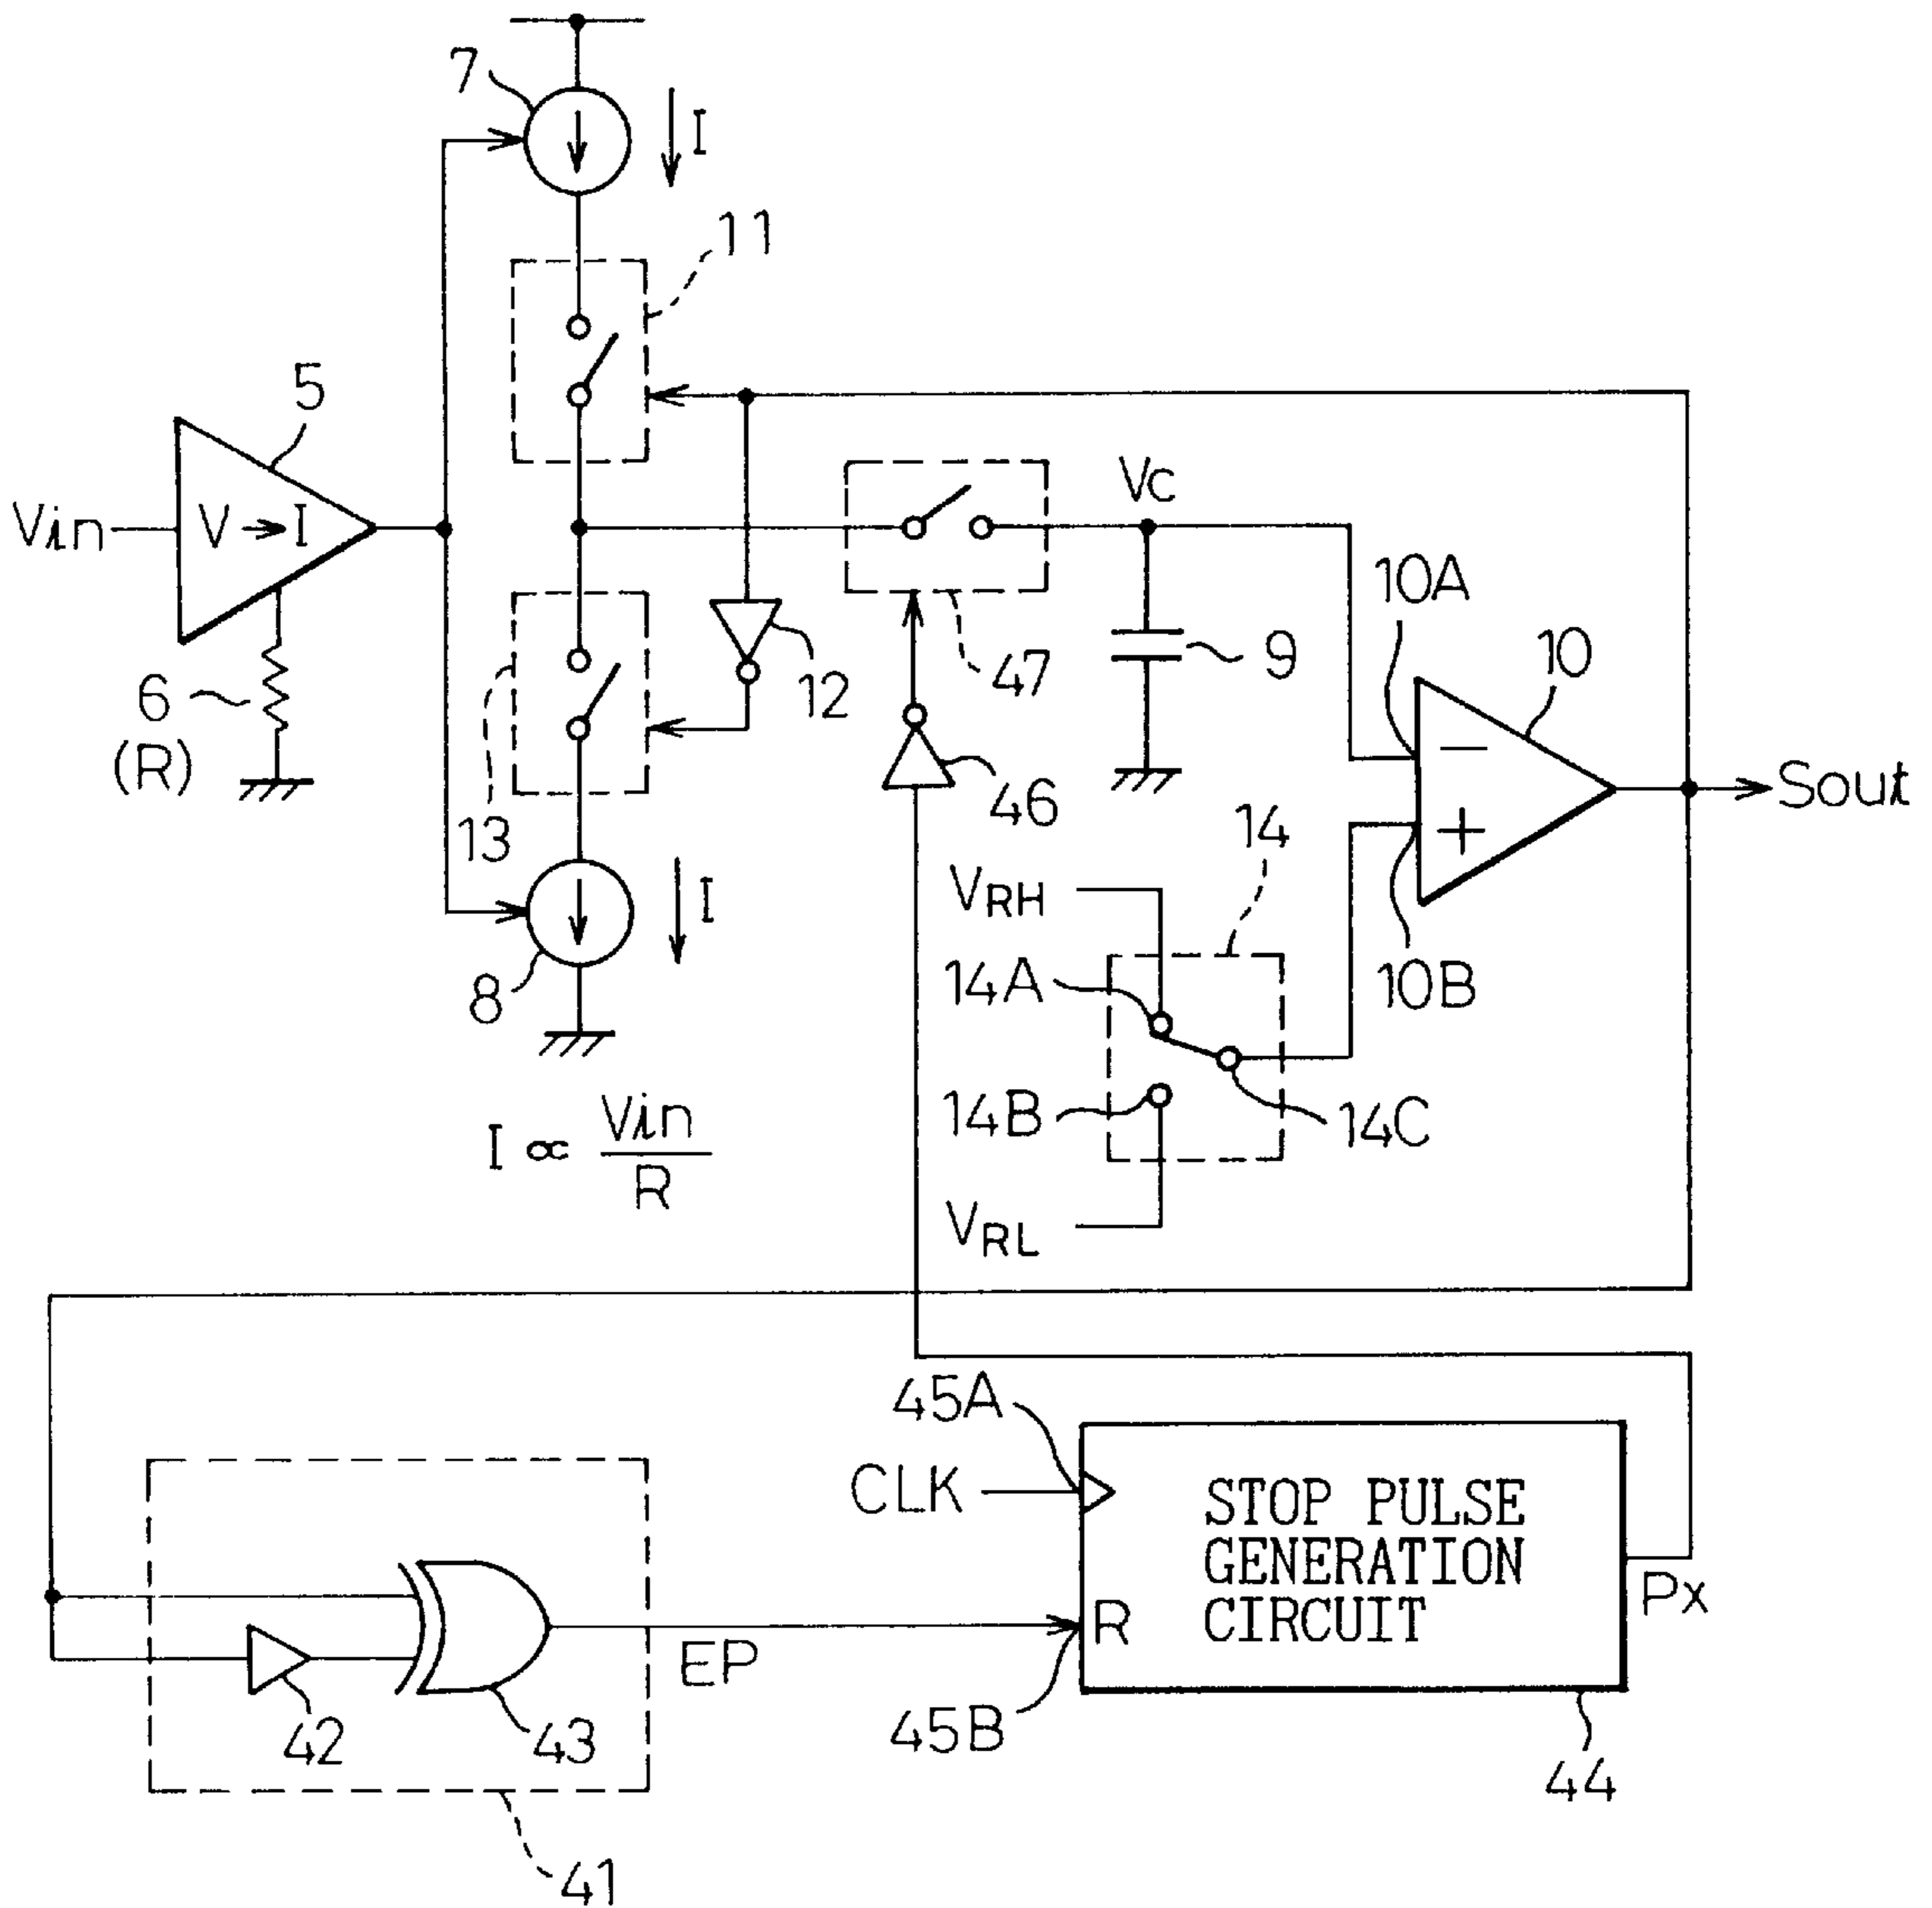 7
I
11
5
Vin
V → I
Vc
10A
10
9
47
12
6
(R)
46
Sout
13
14
VRH
I
14A
10B
8
14B
14C
I ∝ Vin
R
VRL
45A
CLK
STOP PULSE
GENERATION
CIRCUIT
Px
R
EP
45B
42
43
44
41